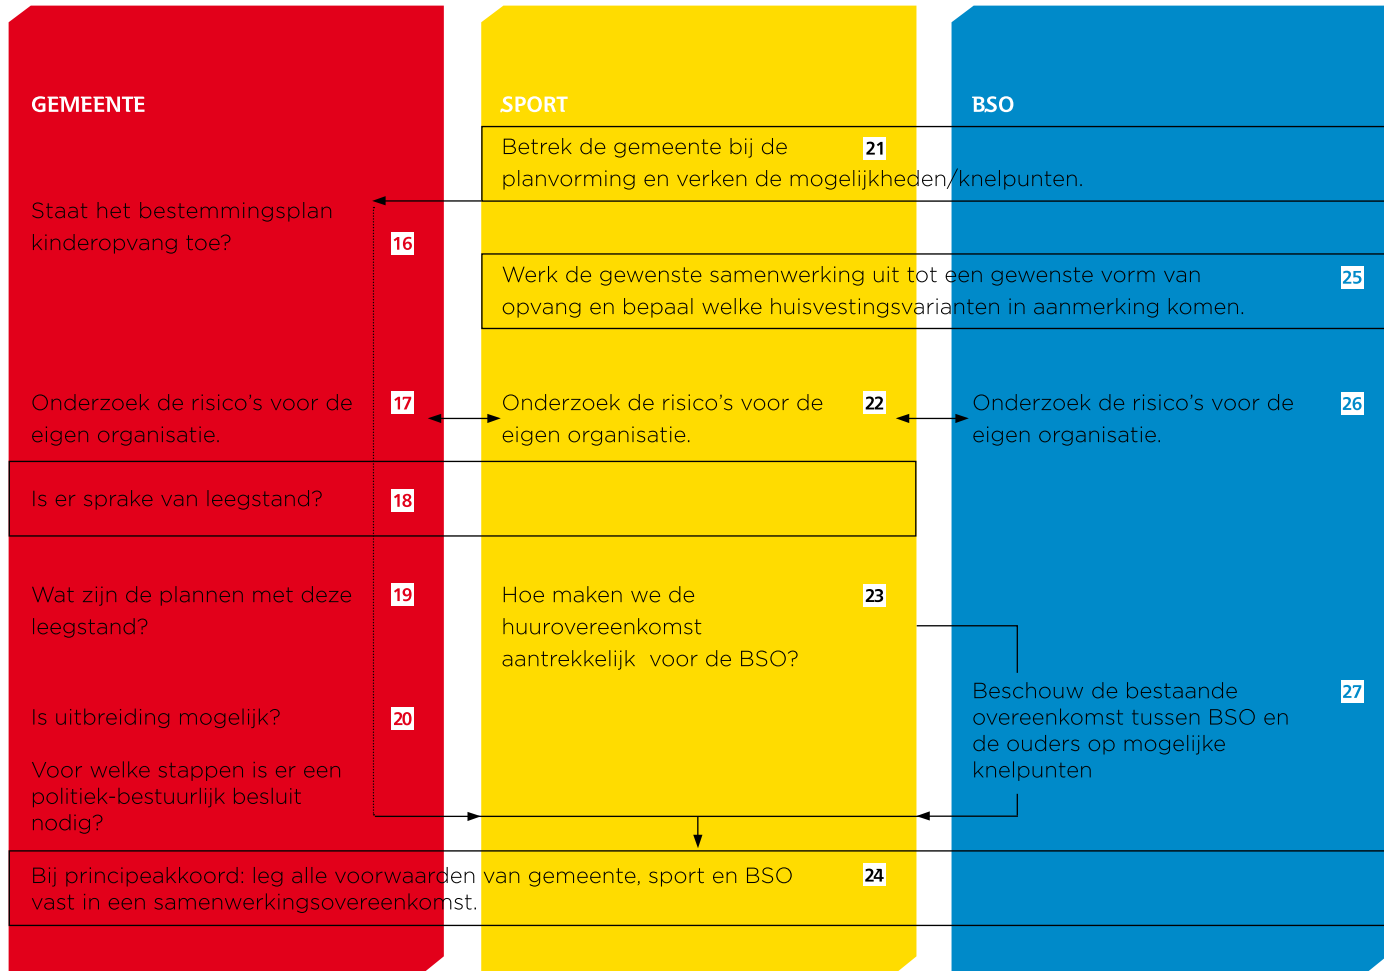 GEMEENTE
Staat het bestemmingsplan
kinderopvang toe?
16
Onderzoek de risico's voor de
eigen organisatie.
17
Is er sprake van leegstand?
18
Wat zijn de plannen met deze
leegstand?
19
Is uitbreiding mogelijk?
20
Voor welke stappen is er een
politiek-bestuurlijk besluit
nodig?
SPORT
Betrek de gemeente bij de
planvorming en verken de mogelijkheden/knelpunten.
21
Werk de gewenste samenwerking uit tot een gewenste vorm van
opvang en bepaal welke huisvestingsvarianten in aanmerking komen.
25
Onderzoek de risico's voor de
eigen organisatie.
22
Hoe maken we de
huurovereenkomst
aantrekkelijk voor de BSO?
23
BSO
Onderzoek de risico's voor de
eigen organisatie.
26
Beschouw de bestaande
overeenkomst tussen BSO en
de ouders op mogelijke
knelpunten
27
Bij principeakkoord: leg alle voorwaarden van gemeente, sport en BSO
vast in een samenwerkingsovereenkomst.
24